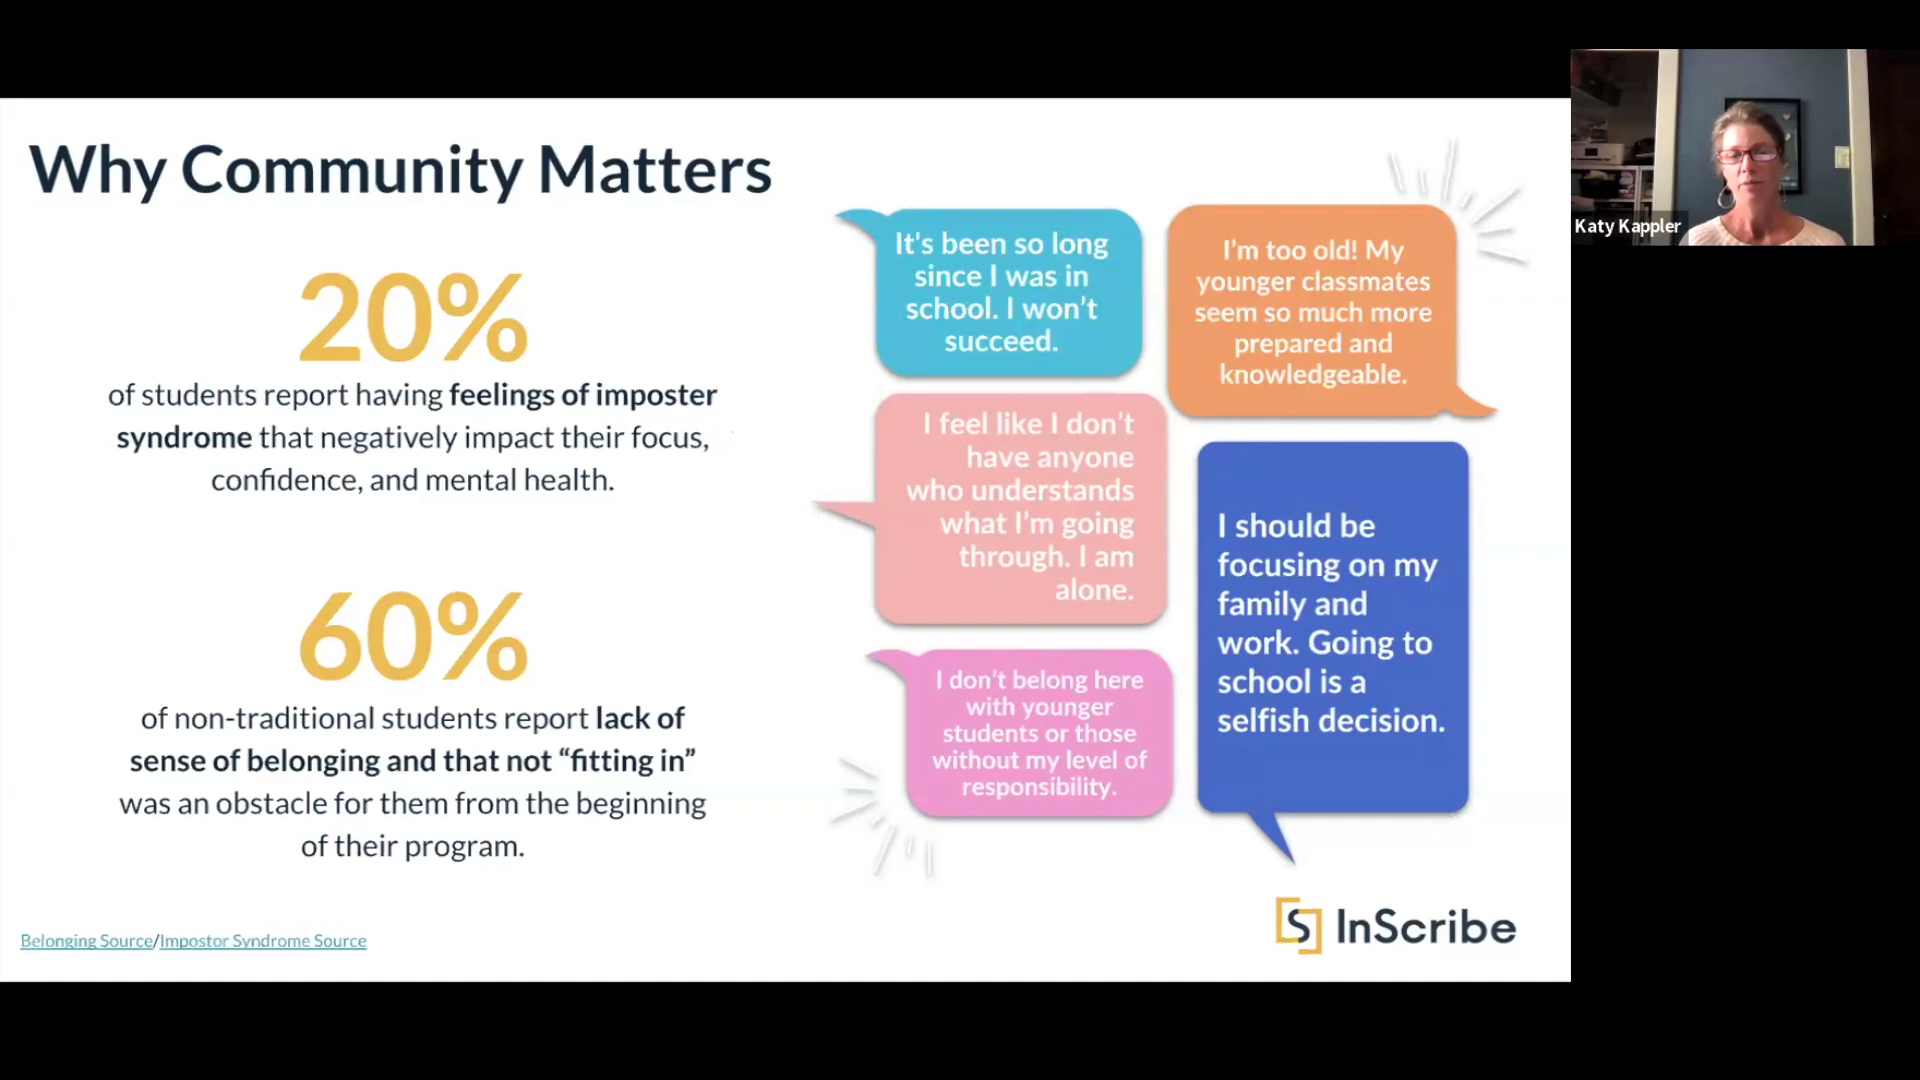 Why Community Matters
20%
of students report having feelings of imposter
syndrome that negatively impact their focus,
confidence, and mental health.
60%
of non-traditional students report lack of
sense of belonging and that not “fitting in”
was an obstacle for them from the beginning
of their program.
Belonging Source/Impostor Syndrome Source
It's been so long
since I was in
school. I won’t
succeed.
I’m too old! My
younger classmates
seem so much more
prepared and
knowledgeable.
I feel like I don’t
have anyone
who understands
what I’m going
through. I am
alone.
I should be
focusing on my
family and
work. Going to
school is a
selfish decision.
I don’t belong here
with younger
students or those
without my level of
responsibility.
InScribe
Katy Kappler